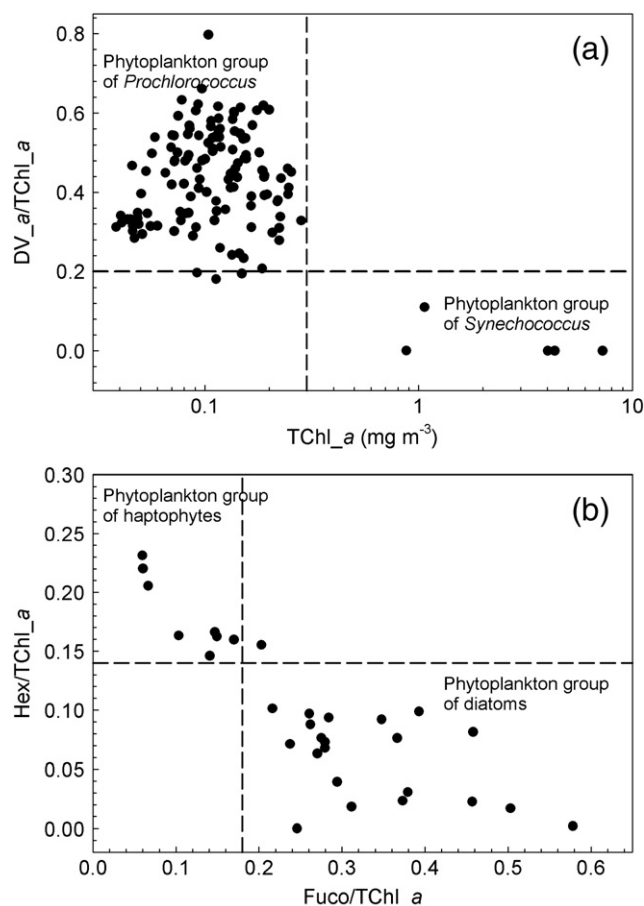 (a)
Phytoplankton group
of Prochlorococcus
0.8
0.6
0.4
0.2
0.0
DV_a/TChl_a
Phytoplankton group
of Synechococcus
0.1
1
10
TChl_a (mg m-3)
(b)
Phytoplankton group
of haptophytes
0.30
0.25
0.20
0.15
0.10
0.05
0.00
Hex/TChl_a
Phytoplankton group
of diatoms
0.0
0.2
0.3
0.4
0.5
0.6
Fuco/TChl_a